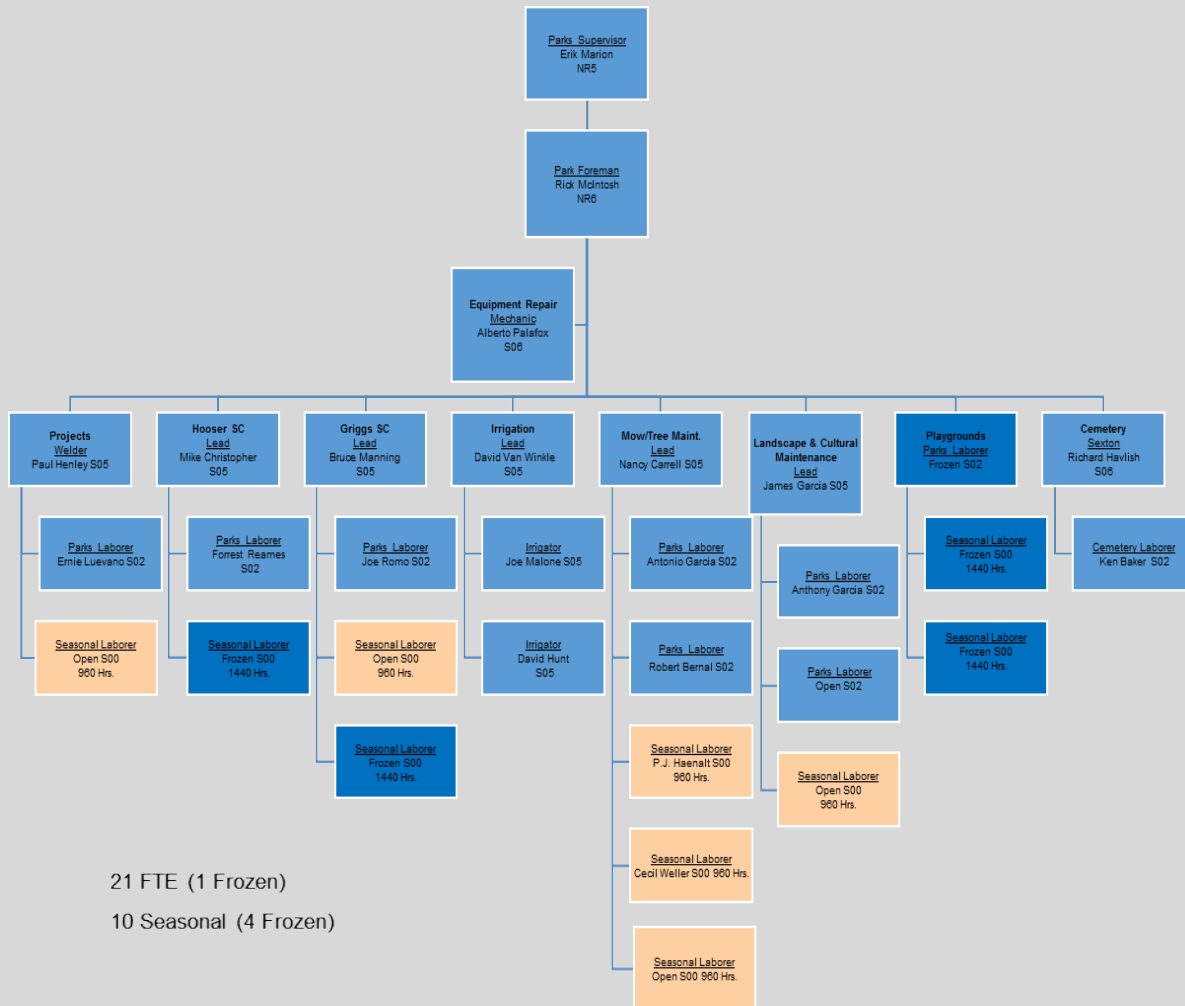 Parks Supervisor
Erik Marion
NR5
Park Foreman
Rick McIntosh
NR6
Equipment Repair
Mechanic
Alberto Palafox
S06
Projects
Welder
Paul Henley S05
Parks Laborer
Ernie Luevano S02
Seasonal Laborer
Open S00
960 Hrs.
Hooser SC
Lead
Mike Christopher
S05
Parks Laborer
Forrest Reames
S02
Seasonal Laborer
Frozen S00
1440 Hrs.
Griggs SC
Lead
Bruce Manning
S05
Parks Laborer
Joe Romo S02
Seasonal Laborer
Open S00
960 Hrs.
Seasonal Laborer
Frozen S00
1440 Hrs.
Irrigation
Lead
David Van Winkle
S05
Irrigator
Joe Malone S05
Irrigator
David Hunt
S05
Mow/Tree Maint.
Lead
Nancy Carrell S05
Parks Laborer
Antonio Garcia S02
Parks Laborer
Robert Bernal S02
Seasonal Laborer
P.J. Haenalt S00
960 Hrs.
Seasonal Laborer
Cecil Weller S00 960 Hrs.
Seasonal Laborer
Open S00 960 Hrs.
Landscape & Cultural
Maintenance
Lead
James Garcia S05
Parks Laborer
Anthony Garcia S02
Parks Laborer
Open S02
Seasonal Laborer
Open S00
960 Hrs.
Playgrounds
Parks Laborer
Frozen S02
Seasonal Laborer
Frozen S00
1440 Hrs.
Seasonal Laborer
Frozen S00
1440 Hrs.
Cemetery
Sexton
Richard Havlish
S06
Cemetery Laborer
Ken Baker S02
21 FTE (1 Frozen)
10 Seasonal (4 Frozen)